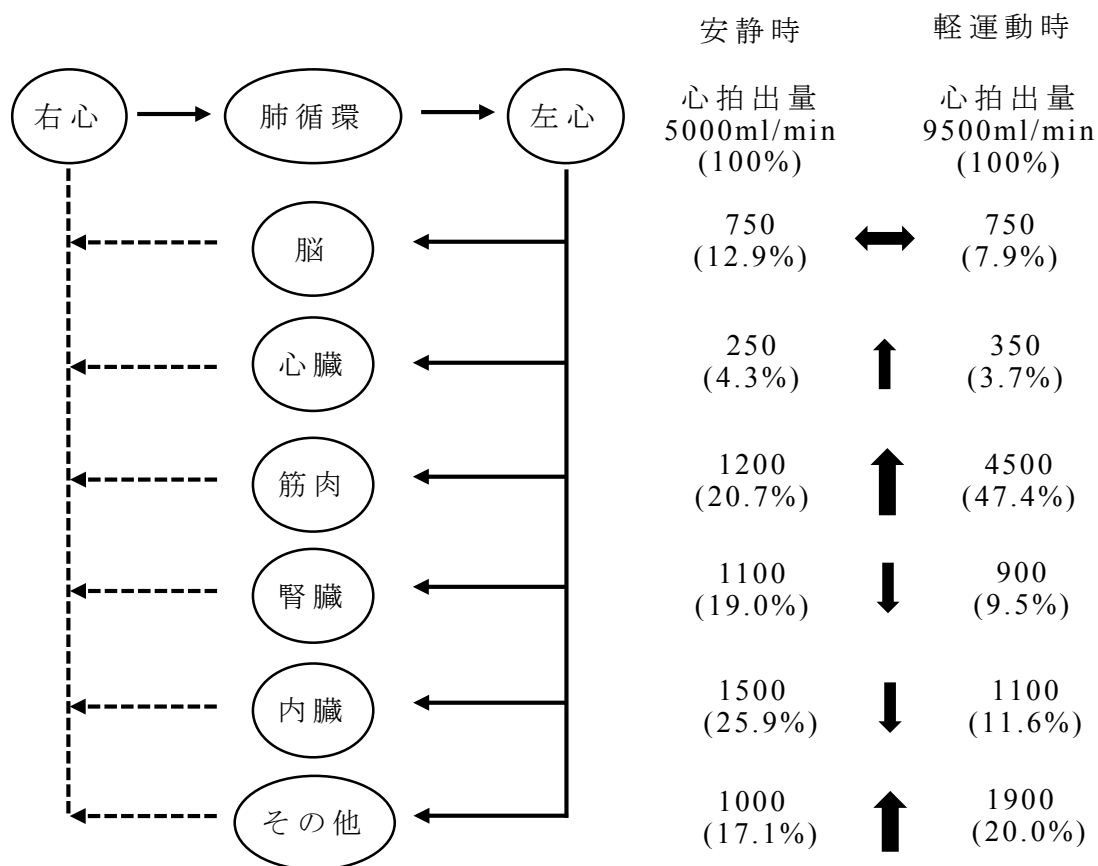 安静時 軽運動時
右心 肺循環 左心 心拍出量 心拍出量
5000ml/min 9500ml/min
(100%) (100%)
脳 750 750
(12.9%) (7.9%)
心臓 250 350
(4.3%) (3.7%)
筋肉 1200 4500
(20.7%) (47.4%)
腎臓 1100 900
(19.0%) (9.5%)
内臓 1500 1100
(25.9%) (11.6%)
その他 1000 1900
(17.1%) (20.0%)